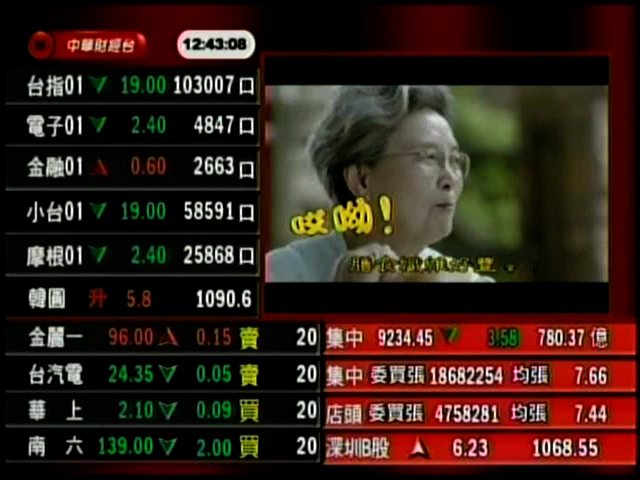 中華財經台 12:43:08
台指01 19.00 103007口
電子01 2.40 4847口
金融01 0.60 2663口
小台01 19.00 58591口
摩根01 2.40 25868口
韓圓 升 5.8 1090.6
哎呦!
膳食纖維好豐。
金麗一 96.00 0.15 賣 20
台汽電 24.35 0.05 賣 20
華上 2.10 0.09 買 20
南六 139.00 2.00 買 20
集中 9234.45 3.58 780.37 億
集中 委買張 18682254 均張 7.66
店頭 委買張 4758281 均張 7.44
深圳B股 6.23 1068.55